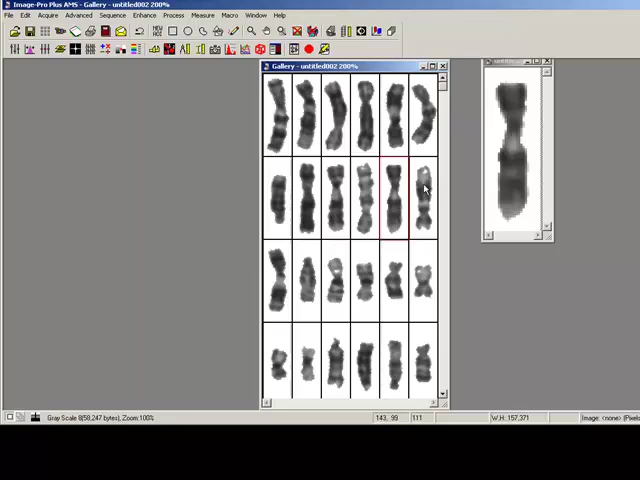 Image-Pro Plus AMS - Gallery - untitled002 200%
File Edit Acquire Advanced Sequence Enhance Process Measure Macro Window Help
Gallery - untitled002 200%
Gray Scale 8(58,247 bytes), Zoom:100%
143, 99
111
W,H: 157,371
Image: <none> (Pixels